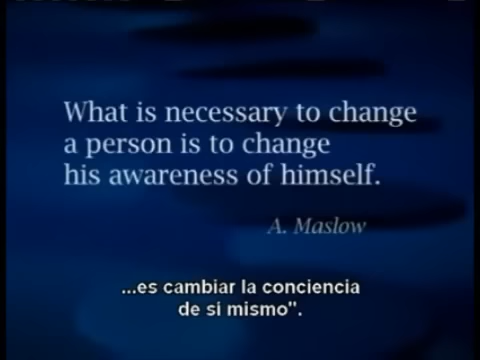 What is necessary to change
a person is to change
his awareness of himself.
A. Maslow
...es cambiar la conciencia
de si mismo".